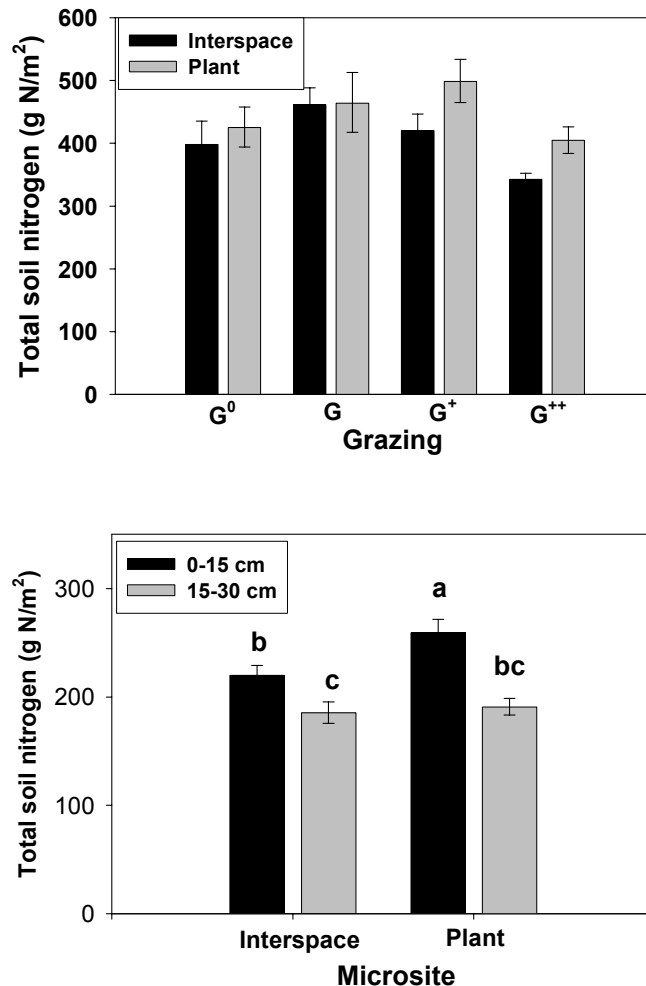 600
500
400
300
200
100
0
Total soil nitrogen (g N/m²)
Interspace
Plant
G⁰ G G⁺ G⁺⁺
Grazing
300
200
100
0
Total soil nitrogen (g N/m²)
0-15 cm
15-30 cm
b
c
a
bc
Interspace Plant
Microsite